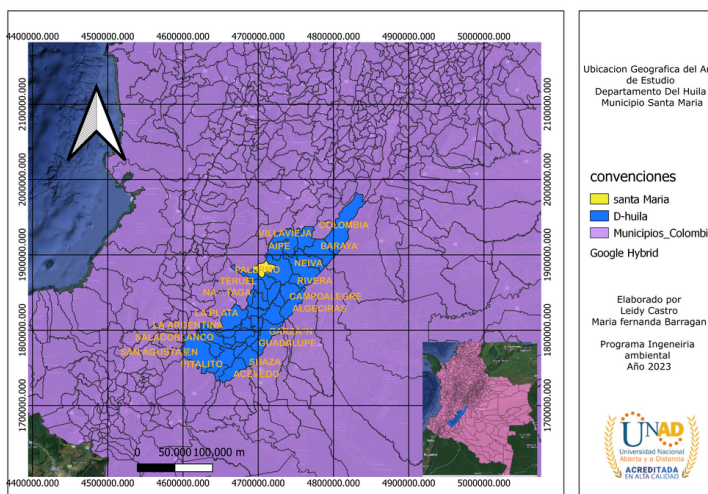 4400000.000 4500000.000 4600000.000 4700000.000 4800000.000 4900000.000 5000000.000
2100000.000 2100000.000
2000000.000 2000000.000
1900000.000 1900000.000
1800000.000 1800000.000
1700000.000 1700000.000
COLOMBIA
VILLAVIEJA
AIPE BARAYA
NEIVA
PALERMO
TERUEL RIVERA
CAMPOALEGRE
LA PLATA ALGECIRAS
LA ARGENTINA
SALADOBLANCO
GUADALUPE
PITALITO SUAZA
ACEVEDO
0 50.000 100,000 m
4400000.000 4500000.000 4600000.000 4700000.000 4800000.000 4900000.000 5000000.000
Ubicacion Geografica del Ar
de Estudio
Departamento Del Huila
Municipio Santa Maria
convenciones
santa Maria
D-huila
Municipios_Colombi
Google Hybrid
Elaborado por
Leidy Castro
Maria fernanda Barragan
Programa Ingeneiria
ambiental
Año 2023
UNAD
Universidad Nacional
Abierta y a Distancia
ACREDITADA
EN ALTA CALIDAD